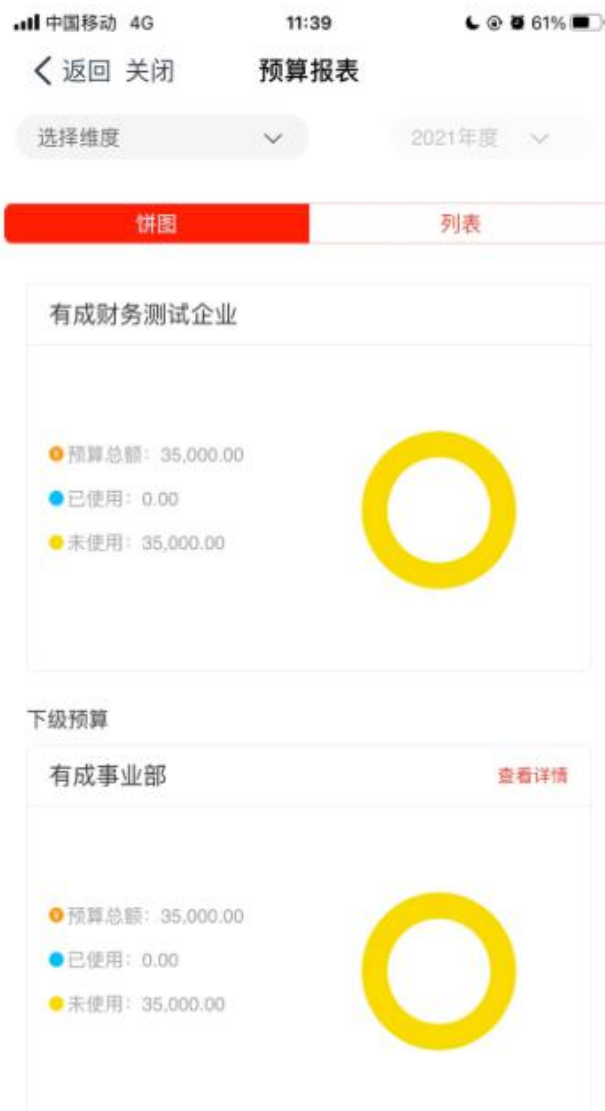 中国移动 4G 11:39 61%
返回 关闭 预算报表
选择维度 2021年度
饼图 列表
有成财务测试企业
预算总额：35,000.00
已使用：0.00
未使用：35,000.00
下级预算
有成事业部 查看详情
预算总额：35,000.00
已使用：0.00
未使用：35,000.00